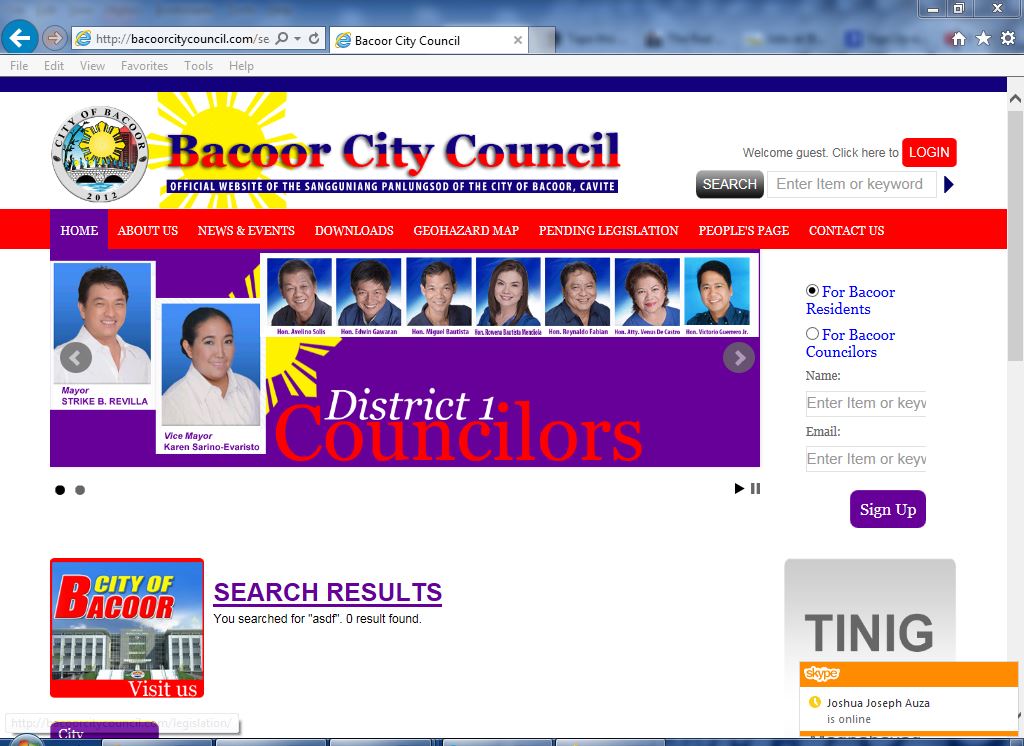 http://bacoorcitycouncil.com/se
Bacoor City Council
File Edit View Favorites Tools Help
CITY OF BACOOR
2012
Bacoor City Council
OFFICIAL WEBSITE OF THE SANGGUNIANG PANLUNGSOD OF THE CITY OF BACOOR, CAVITE
Welcome guest. Click here to LOGIN
SEARCH Enter Item or keyword
HOME ABOUT US NEWS & EVENTS DOWNLOADS GEOHAZARD MAP PENDING LEGISLATION PEOPLE'S PAGE CONTACT US
Hon. Avelino Solis Hon. Edwin Gawaran Hon. Miguel Bautista Hon. Rowena Bautista Mendiola Hon. Reynaldo Fabian Hon. Atty. Venus De Castro Hon. Victorio Guerrero Jr.
Mayor
STRIKE B. REVILLA
Vice Mayor
Karen Sarino-Evaristo
District 1
Councilors
For Bacoor
Residents
For Bacoor
Councilors
Name:
Enter Item or keyw
Email:
Enter Item or keyw
Sign Up
CITY OF
BACOOR
Visit us
SEARCH RESULTS
You searched for "asdf". 0 result found.
TINIG
skype
Joshua Joseph Auza
is online
http://bacoorcitycouncil.com/legislation/
City